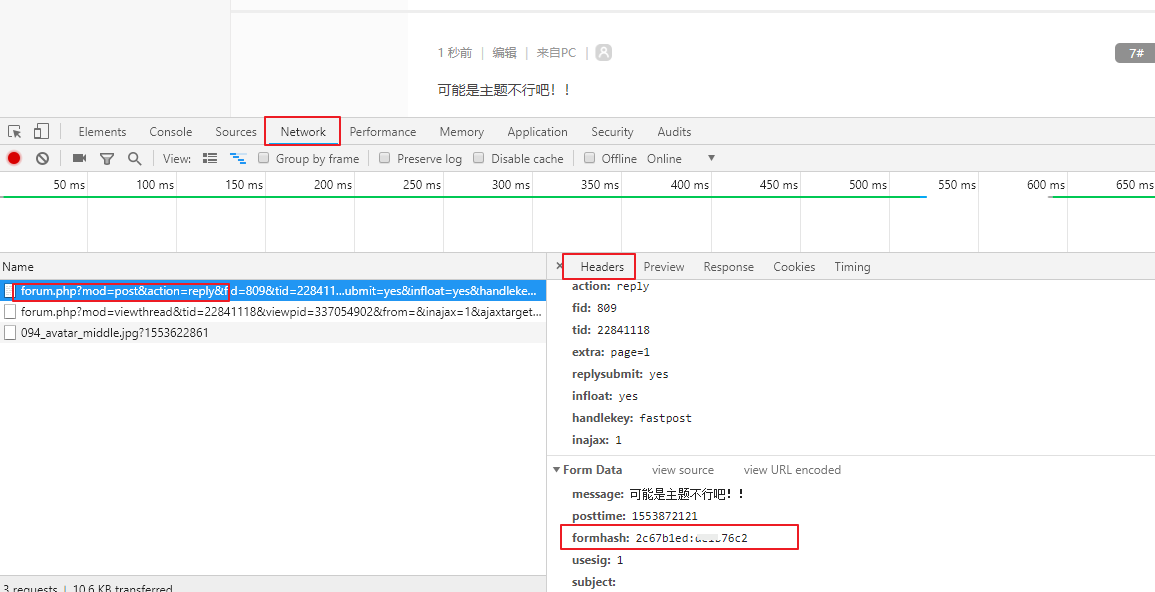 1 秒前 | 编辑 | 来自PC |
7#
可能是主题不行吧！！
Elements Console Sources Network Performance Memory Application Security Audits
View: Group by frame Preserve log Disable cache Offline Online ▼
50 ms 100 ms 150 ms 200 ms 250 ms 300 ms 350 ms 400 ms 450 ms 500 ms 550 ms 600 ms 650 ms
Name
forum.php?mod=post&action=reply&fid=809&tid=228411...ubmit=yes&infloat=yes&handleke...
forum.php?mod=viewthread&tid=22841118&viewpid=337054902&from=&inajax=1&ajaxtarget...
094_avatar_middle.jpg?1553622861
3 requests | 10.6 KB transferred
× Headers Preview Response Cookies Timing
action: reply
fid: 809
tid: 22841118
extra: page=1
replysubmit: yes
infloat: yes
handlekey: fastpost
inajax: 1
▼ Form Data view source view URL encoded
message: 可能是主题不行吧！！
posttime: 1553872121
formhash: 2c67b1ed: 76c2
usesig: 1
subject: